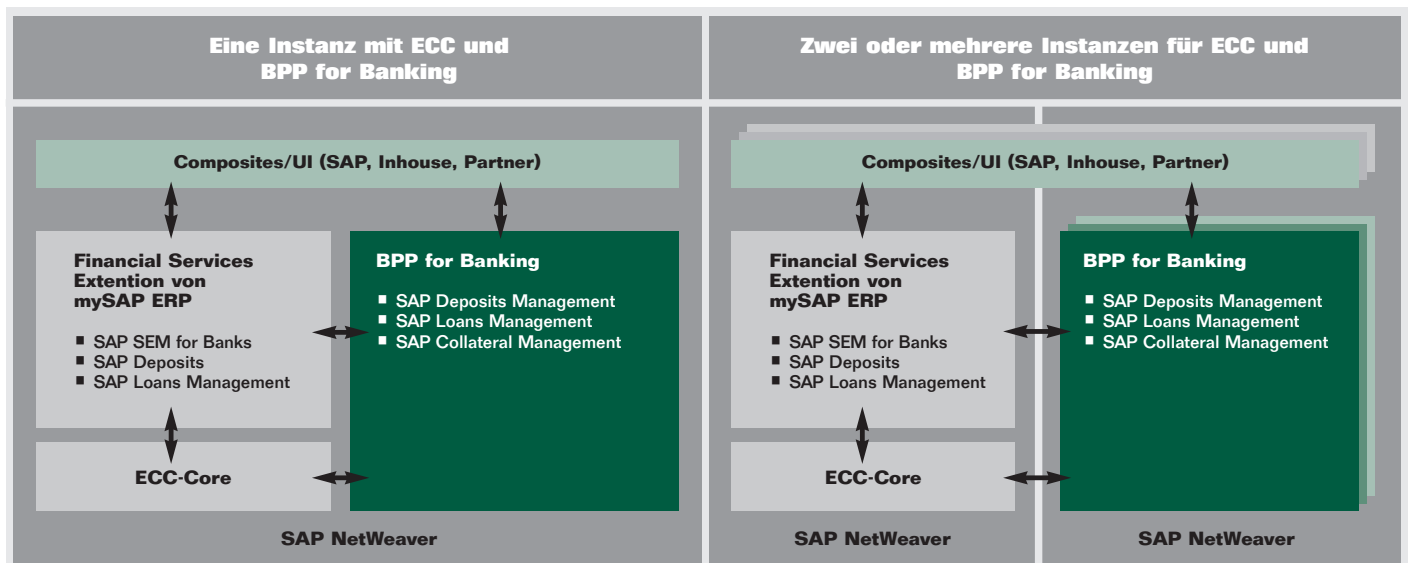 Eine Instanz mit ECC und
BPP for Banking
Composites/UI (SAP, Inhouse, Partner)
Financial Services
Extention von
mySAP ERP
■ SAP SEM for Banks
■ SAP Deposits
■ SAP Loans Management
BPP for Banking
■ SAP Deposits Management
■ SAP Loans Management
■ SAP Collateral Management
ECC-Core
SAP NetWeaver
Zwei oder mehrere Instanzen für ECC und
BPP for Banking
Composites/UI (SAP, Inhouse, Partner)
Financial Services
Extention von
mySAP ERP
■ SAP SEM for Banks
■ SAP Deposits
■ SAP Loans Management
ECC-Core
SAP NetWeaver
BPP for Banking
■ SAP Deposits Management
■ SAP Loans Management
■ SAP Collateral Management
SAP NetWeaver